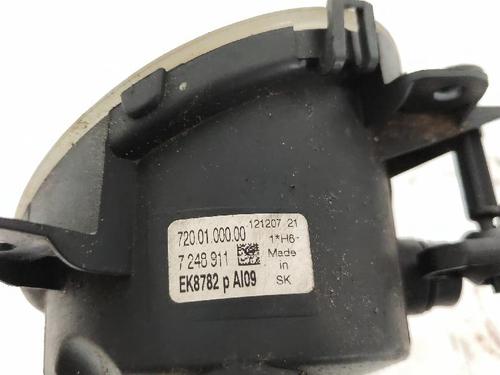 720.01.000.00 121207 21
1*H6-
7 248 911 Made
in
EK8782 p AI09 SK